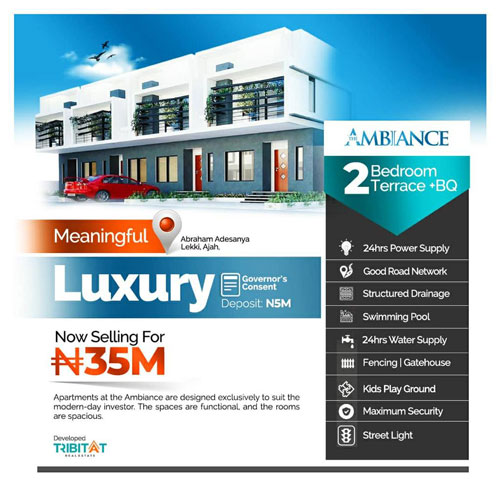 THE AMBIANCE
2 Bedroom
Terrace +BQ
Meaningful
Abraham Adesanya
Lekki, Ajah.
Luxury
Governor's
Consent
Deposit: N5M
Now Selling For
₦35M
Apartments at the Ambiance are designed exclusively to suit the
modern-day investor. The spaces are functional, and the rooms
are spacious.
Developed
TRIBITAT
REAL ESTATE
24hrs Power Supply
Good Road Network
Structured Drainage
Swimming Pool
24hrs Water Supply
Fencing | Gatehouse
Kids Play Ground
Maximum Security
Street Light